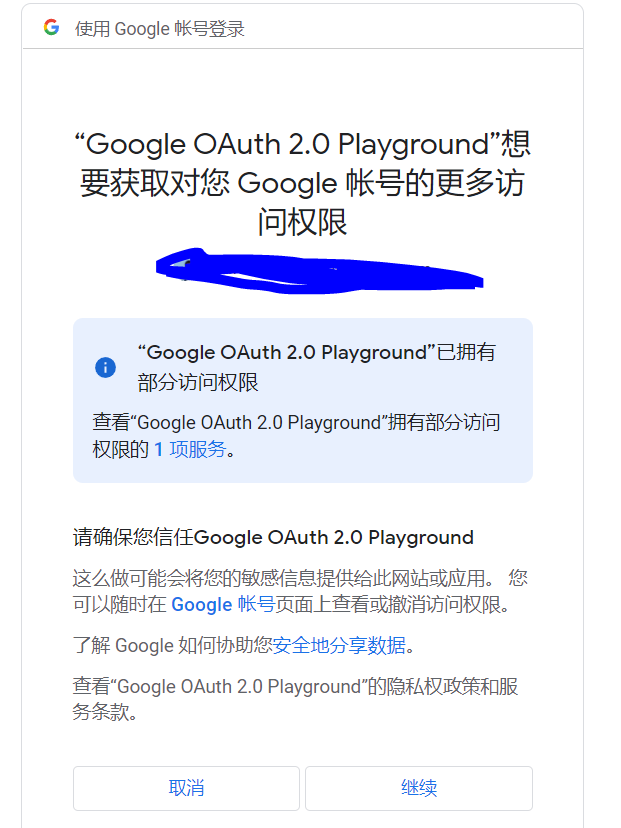 使用 Google 帐号登录
“Google OAuth 2.0 Playground”想
要获取对您 Google 帐号的更多访
问权限
“Google OAuth 2.0 Playground”已拥有
部分访问权限
查看“Google OAuth 2.0 Playground”拥有部分访问
权限的 1 项服务。
请确保您信任Google OAuth 2.0 Playground
这么做可能会将您的敏感信息提供给此网站或应用。 您
可以随时在 Google 帐号页面上查看或撤消访问权限。
了解 Google 如何协助您安全地分享数据。
查看“Google OAuth 2.0 Playground”的隐私权政策和服
务条款。
取消 继续